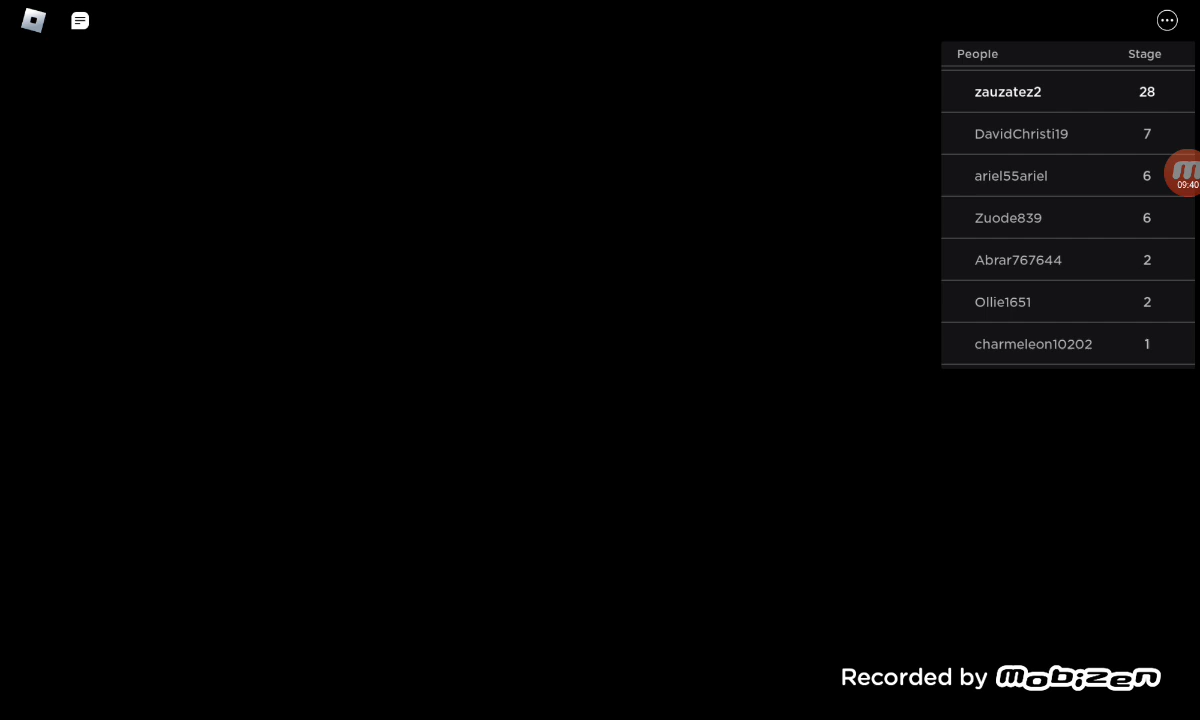 People Stage
zauzatez2 28
DavidChristi19 7
ariel55ariel 6
09:40
Zuode839 6
Abrar767644 2
Ollie1651 2
charmeleon10202 1
Recorded by mobizen